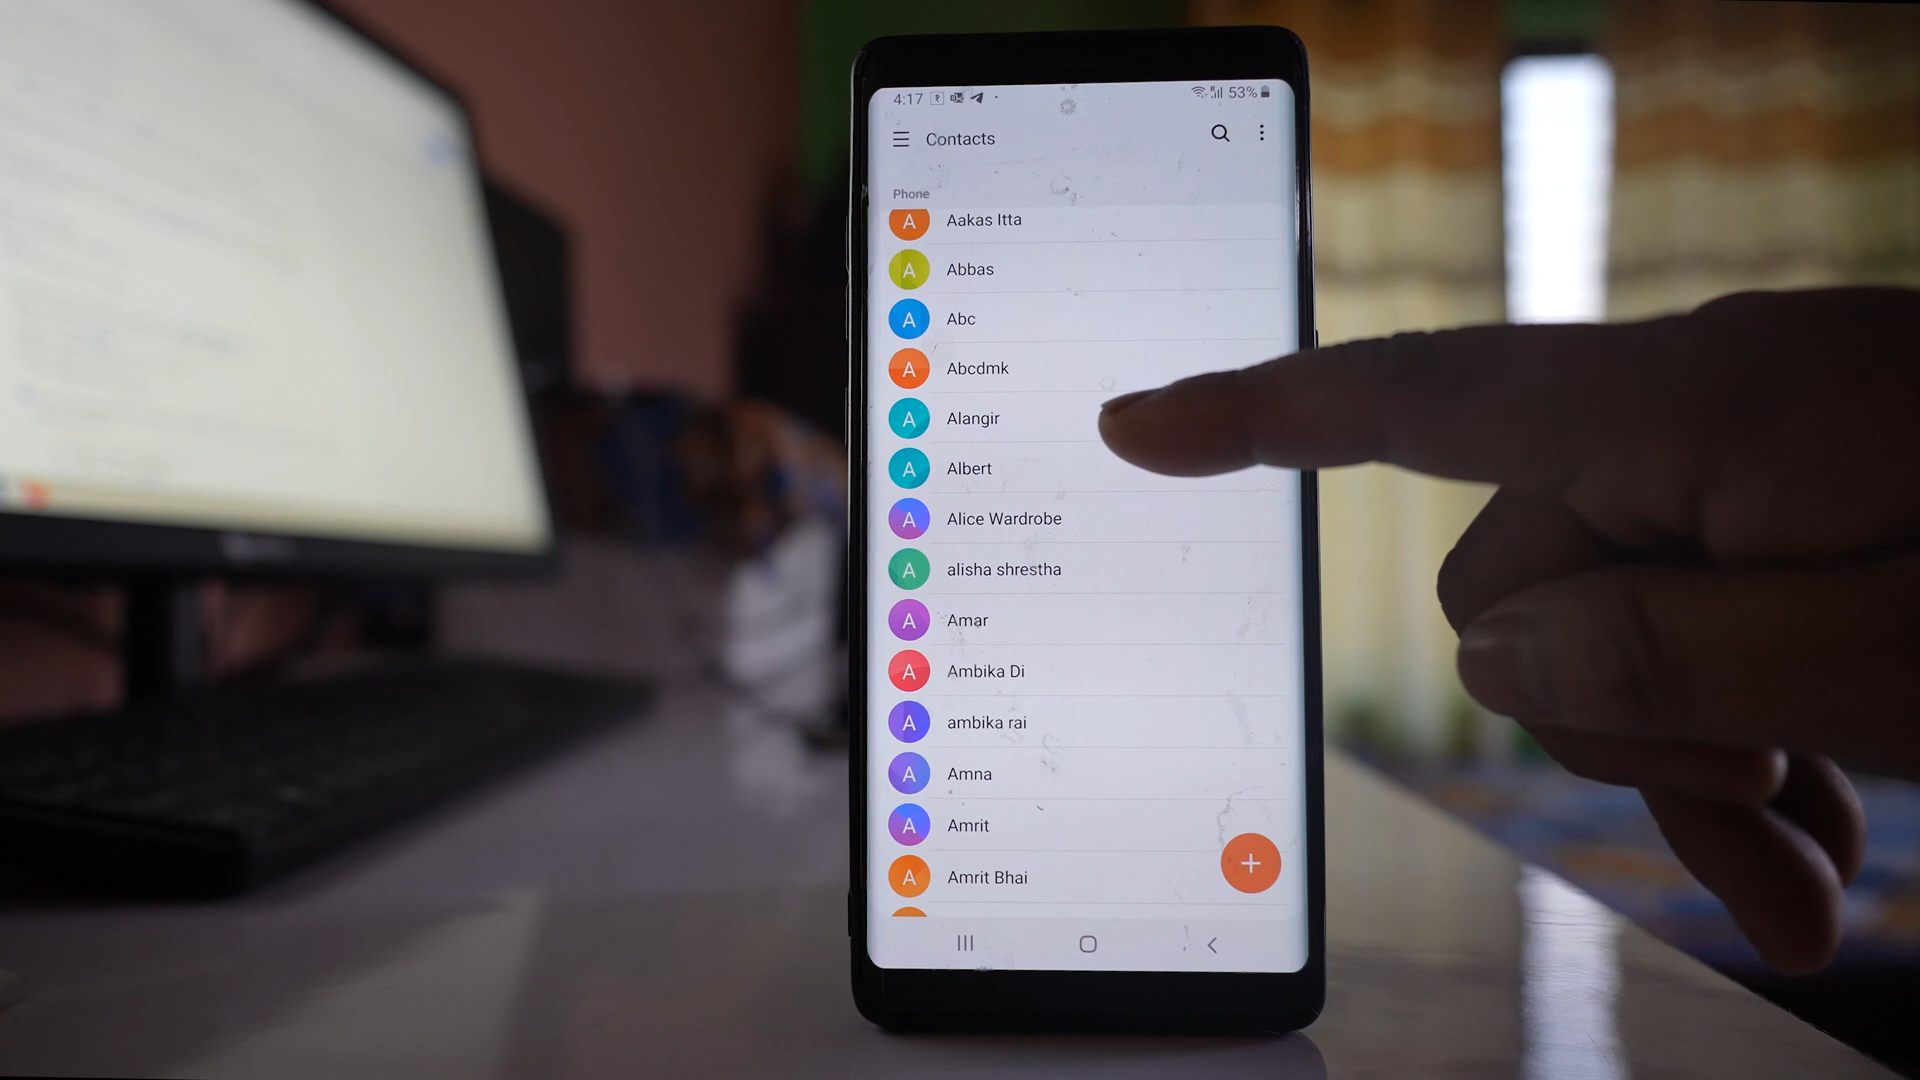 4:17 53%
Contacts
Phone
A Aakas Itta
A Abbas
A Abc
A Abcdmk
A Alangir
A Albert
A Alice Wardrobe
A alisha shrestha
A Amar
A Ambika Di
A ambika rai
A Amna
A Amrit
A Amrit Bhai